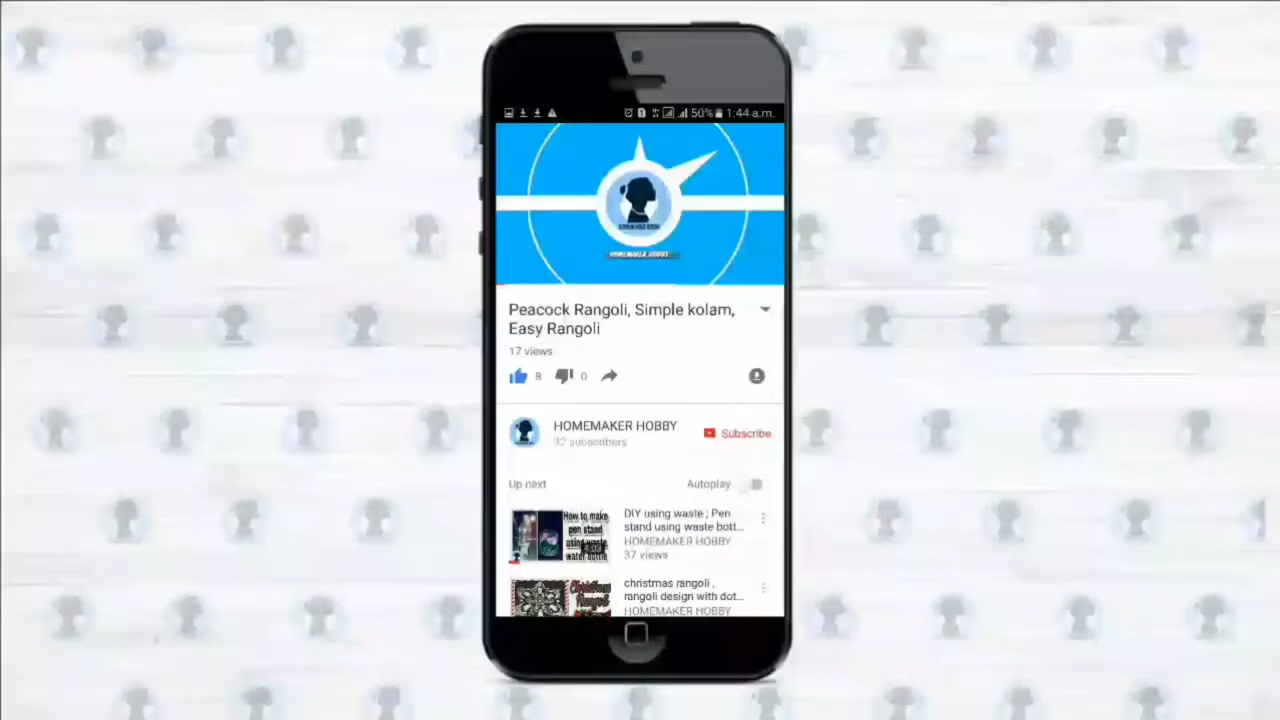 50% 1:44 a.m.
HOMEMAKER HOBBY
Peacock Rangoli, Simple kolam,
Easy Rangoli
17 views
8 0
HOMEMAKER HOBBY
32 subscribers
Subscribe
Up next
Autoplay
How to make
pen stand
using waste
water bottle
DIY using waste ; Pen
stand using waste bott...
HOMEMAKER HOBBY
37 views
Christmas
Rangoli
christmas rangoli ,
rangoli design with dot...
HOMEMAKER HOBBY